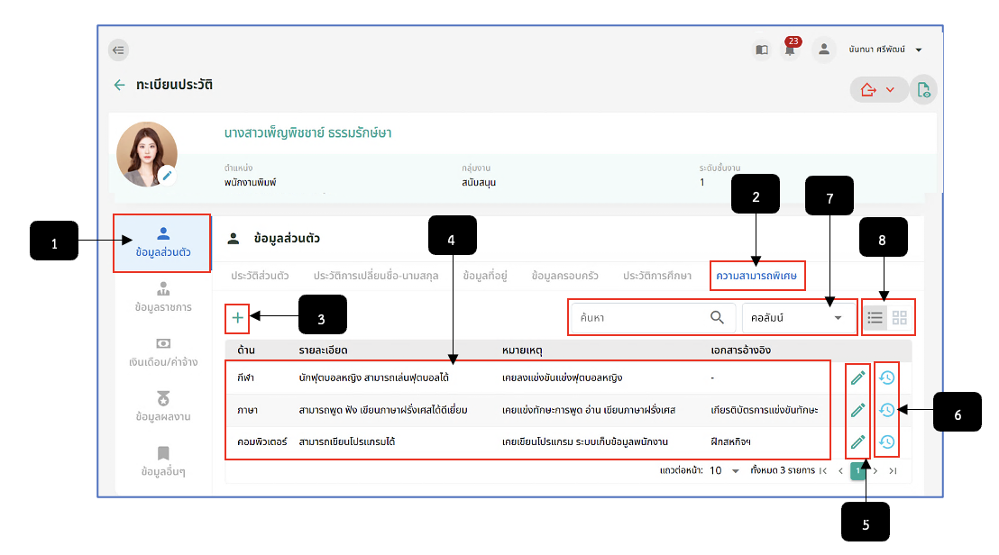 23
นันทนา ศรีพัฒน์
ทะเบียนประวัติ
นางสาวเพ็ญพิชชาย์ ธรรมรักษ์ษา
ตำแหน่ง กลุ่มงาน ระดับชั้นงาน
พนักงานพิมพ์ สนับสนุน 1
2
7
1
4
8
ข้อมูลส่วนตัว
ข้อมูลส่วนตัว
ประวัติส่วนตัว ประวัติการเปลี่ยนชื่อ-นามสกุล ข้อมูลที่อยู่ ข้อมูลครอบครัว ประวัติการศึกษา ความสามารถพิเศษ
ข้อมูลราชการ
3
ค้นหา คอลัมน์
ด้าน รายละเอียด หมายเหตุ เอกสารอ้างอิง
เงินเดือน/ค่าจ้าง
กีฬา นักฟุตบอลหญิง สามารถเล่นฟุตบอลได้ เคยลงแข่งขันแข่งฟุตบอลหญิง -
ภาษา สามารถพูด ฟัง เขียนภาษาฝรั่งเศสได้ดีเยี่ยม เคยแข่งทักษะการพูด อ่าน เขียนภาษาฝรั่งเศส เกียรติบัตรการแข่งขันทักษะ
6
ข้อมูลผลงาน
คอมพิวเตอร์ สามารถเขียนโปรแกรมได้ เคยเขียนโปรแกรม ระบบเก็บข้อมูลพนักงาน ฝึกสหกิจฯ
ข้อมูลอื่นๆ
แถวต่อหน้า: 10 ทั้งหมด 3 รายการ 1
5